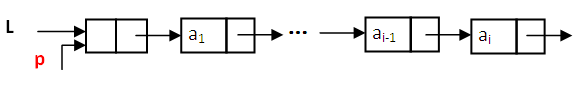 L a₁ ... aᵢ₋₁ aᵢ
p